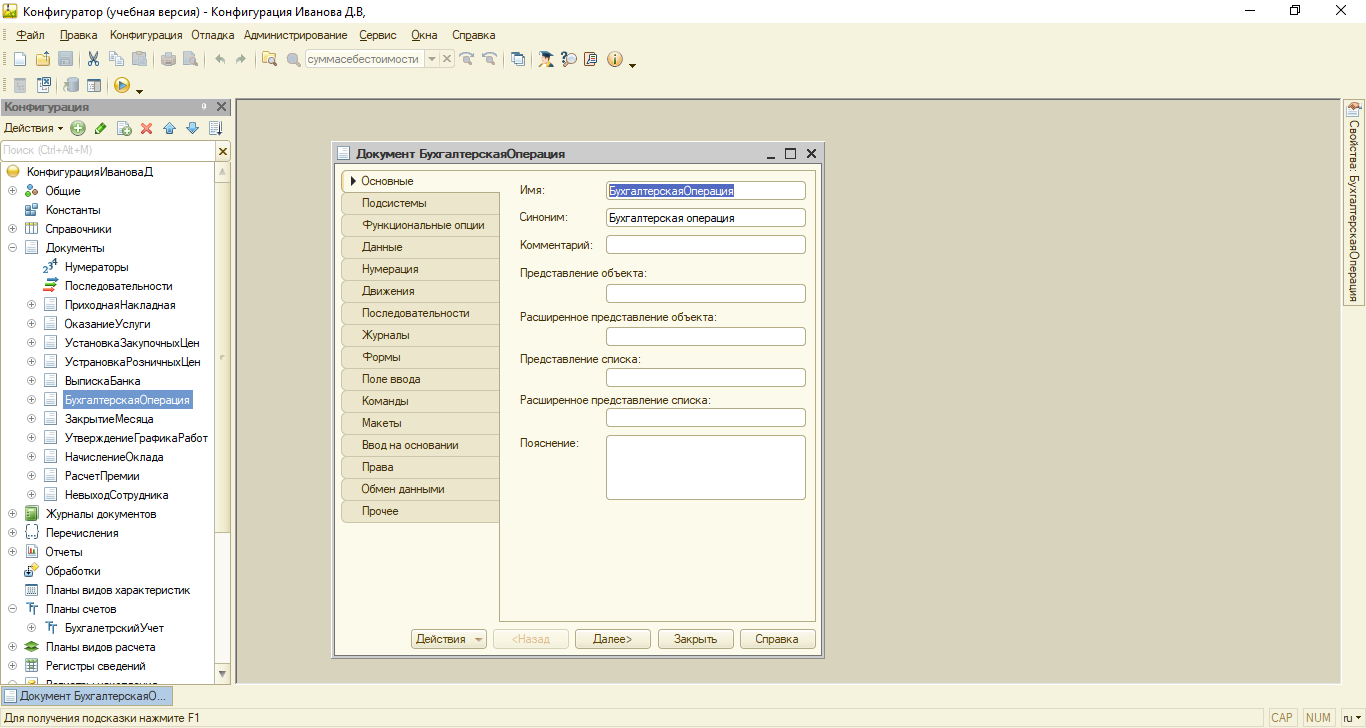 Конфигуратор (учебная версия) - Конфигурация Иванова Д.В,
Файл Правка Конфигурация Отладка Администрирование Сервис Окна Справка
суммасебестоимости
Конфигурация
Действия
Поиск (Ctrl+Alt+M)
КонфигурацияИвановаД
Общие
Константы
Справочники
Документы
Нумераторы
Последовательности
ПриходнаяНакладная
ОказаниеУслуги
УстановкаЗакупочныхЦен
УстрановкаРозничныхЦен
ВыпискаБанка
БухгалтерскаяОперация
ЗакрытиеМесяца
УтверждениеГрафикаРабот
НачислениеОклада
РасчетПремии
НевыходСотрудника
Журналы документов
Перечисления
Отчеты
Обработки
Планы видов характеристик
Планы счетов
БухгалетрскийУчет
Планы видов расчета
Регистры сведений
Документ БухгалтерскаяОперация
Основные
Подсистемы
Функциональные опции
Данные
Нумерация
Движения
Последовательности
Журналы
Формы
Поле ввода
Команды
Макеты
Ввод на основании
Права
Обмен данными
Прочее
Имя: БухгалтерскаяОперация
Синоним: Бухгалтерская операция
Комментарий:
Представление объекта:
Расширенное представление объекта:
Представление списка:
Расширенное представление списка:
Пояснение:
Действия <Назад Далее> Закрыть Справка
Свойства: БухгалтерскаяОперация
Документ БухгалтерскаяО...
Для получения подсказки нажмите F1
CAP NUM ru